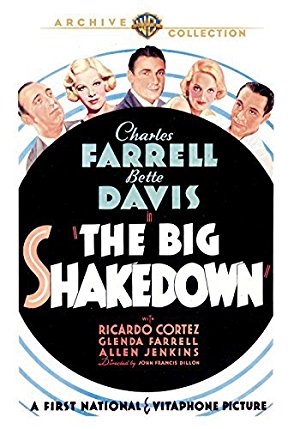 ARCHIVE WB COLLECTION
Charles
FARRELL
Bette
DAVIS
in
"THE BIG
SHAKEDOWN"
WITH
RICARDO CORTEZ
GLENDA FARRELL
ALLEN JENKINS
Directed by JOHN FRANCIS DILLON
A FIRST NATIONAL & VITAPHONE PICTURE